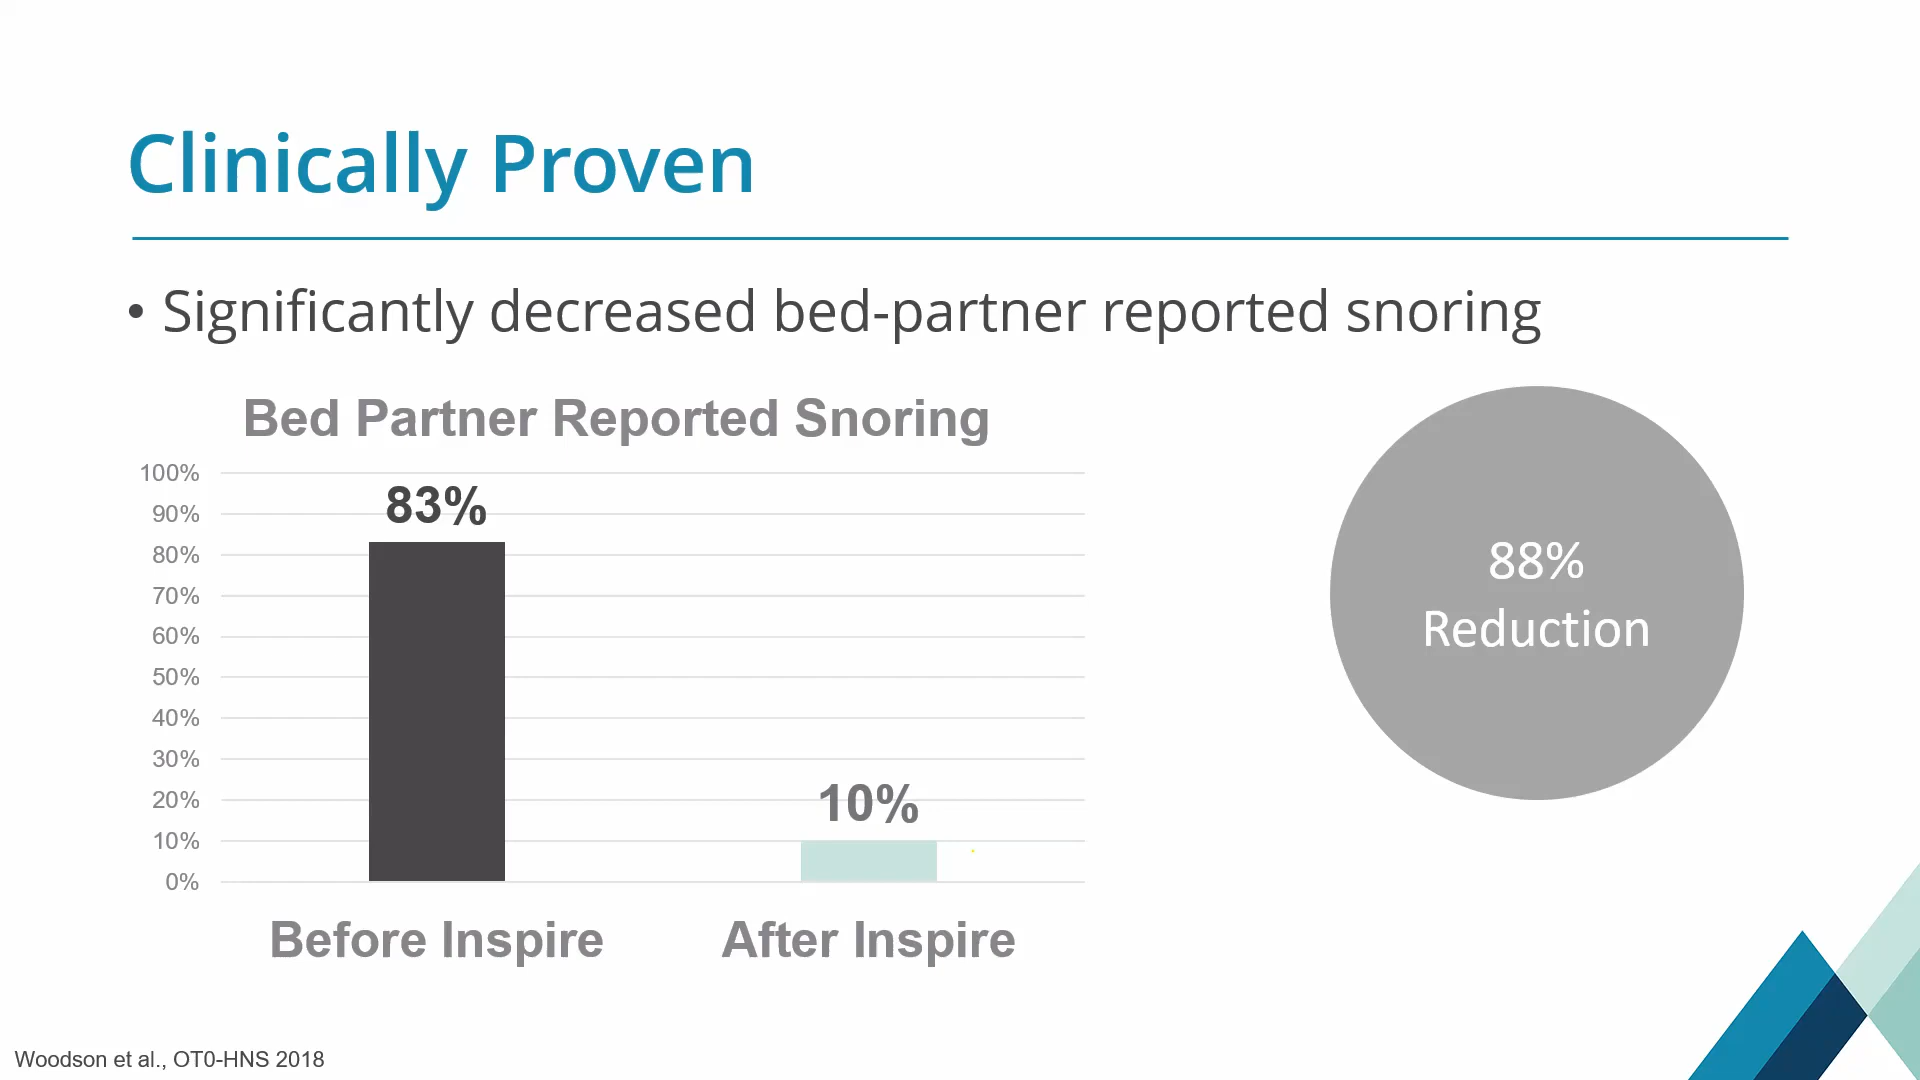 Clinically Proven
• Significantly decreased bed-partner reported snoring
Bed Partner Reported Snoring
100%
90%
80%
70%
60%
50%
40%
30%
20%
10%
0%
83%
10%
Before Inspire
After Inspire
88%
Reduction
Woodson et al., OT0-HNS 2018